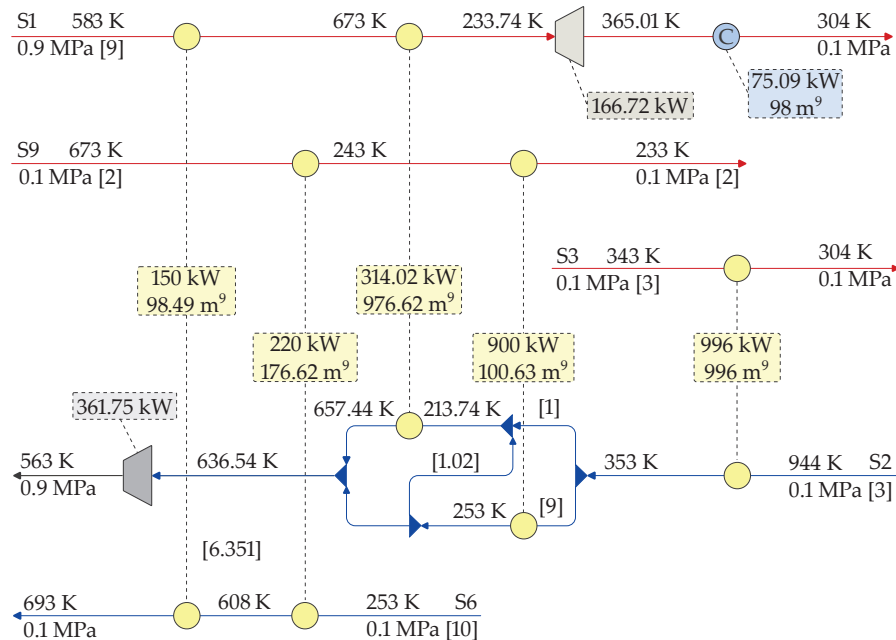 S1 583 K 673 K 233.74 K 365.01 K 304 K
0.9 MPa [9] 0.1 MPa
C
75.09 kW
98 m⁹
166.72 kW
S9 673 K 243 K 233 K
0.1 MPa [2] 0.1 MPa [2]
S3 343 K 304 K
0.1 MPa [3] 0.1 MPa
150 kW
98.49 m⁹
314.02 kW
976.62 m⁹
220 kW
176.62 m⁹
900 kW
100.63 m⁹
996 kW
996 m⁹
361.75 kW
657.44 K 213.74 K [1]
563 K 636.54 K [1.02] 353 K 944 K S2
0.9 MPa 0.1 MPa [3]
253 K [9]
[6.351]
693 K 608 K 253 K S6
0.1 MPa 0.1 MPa [10]